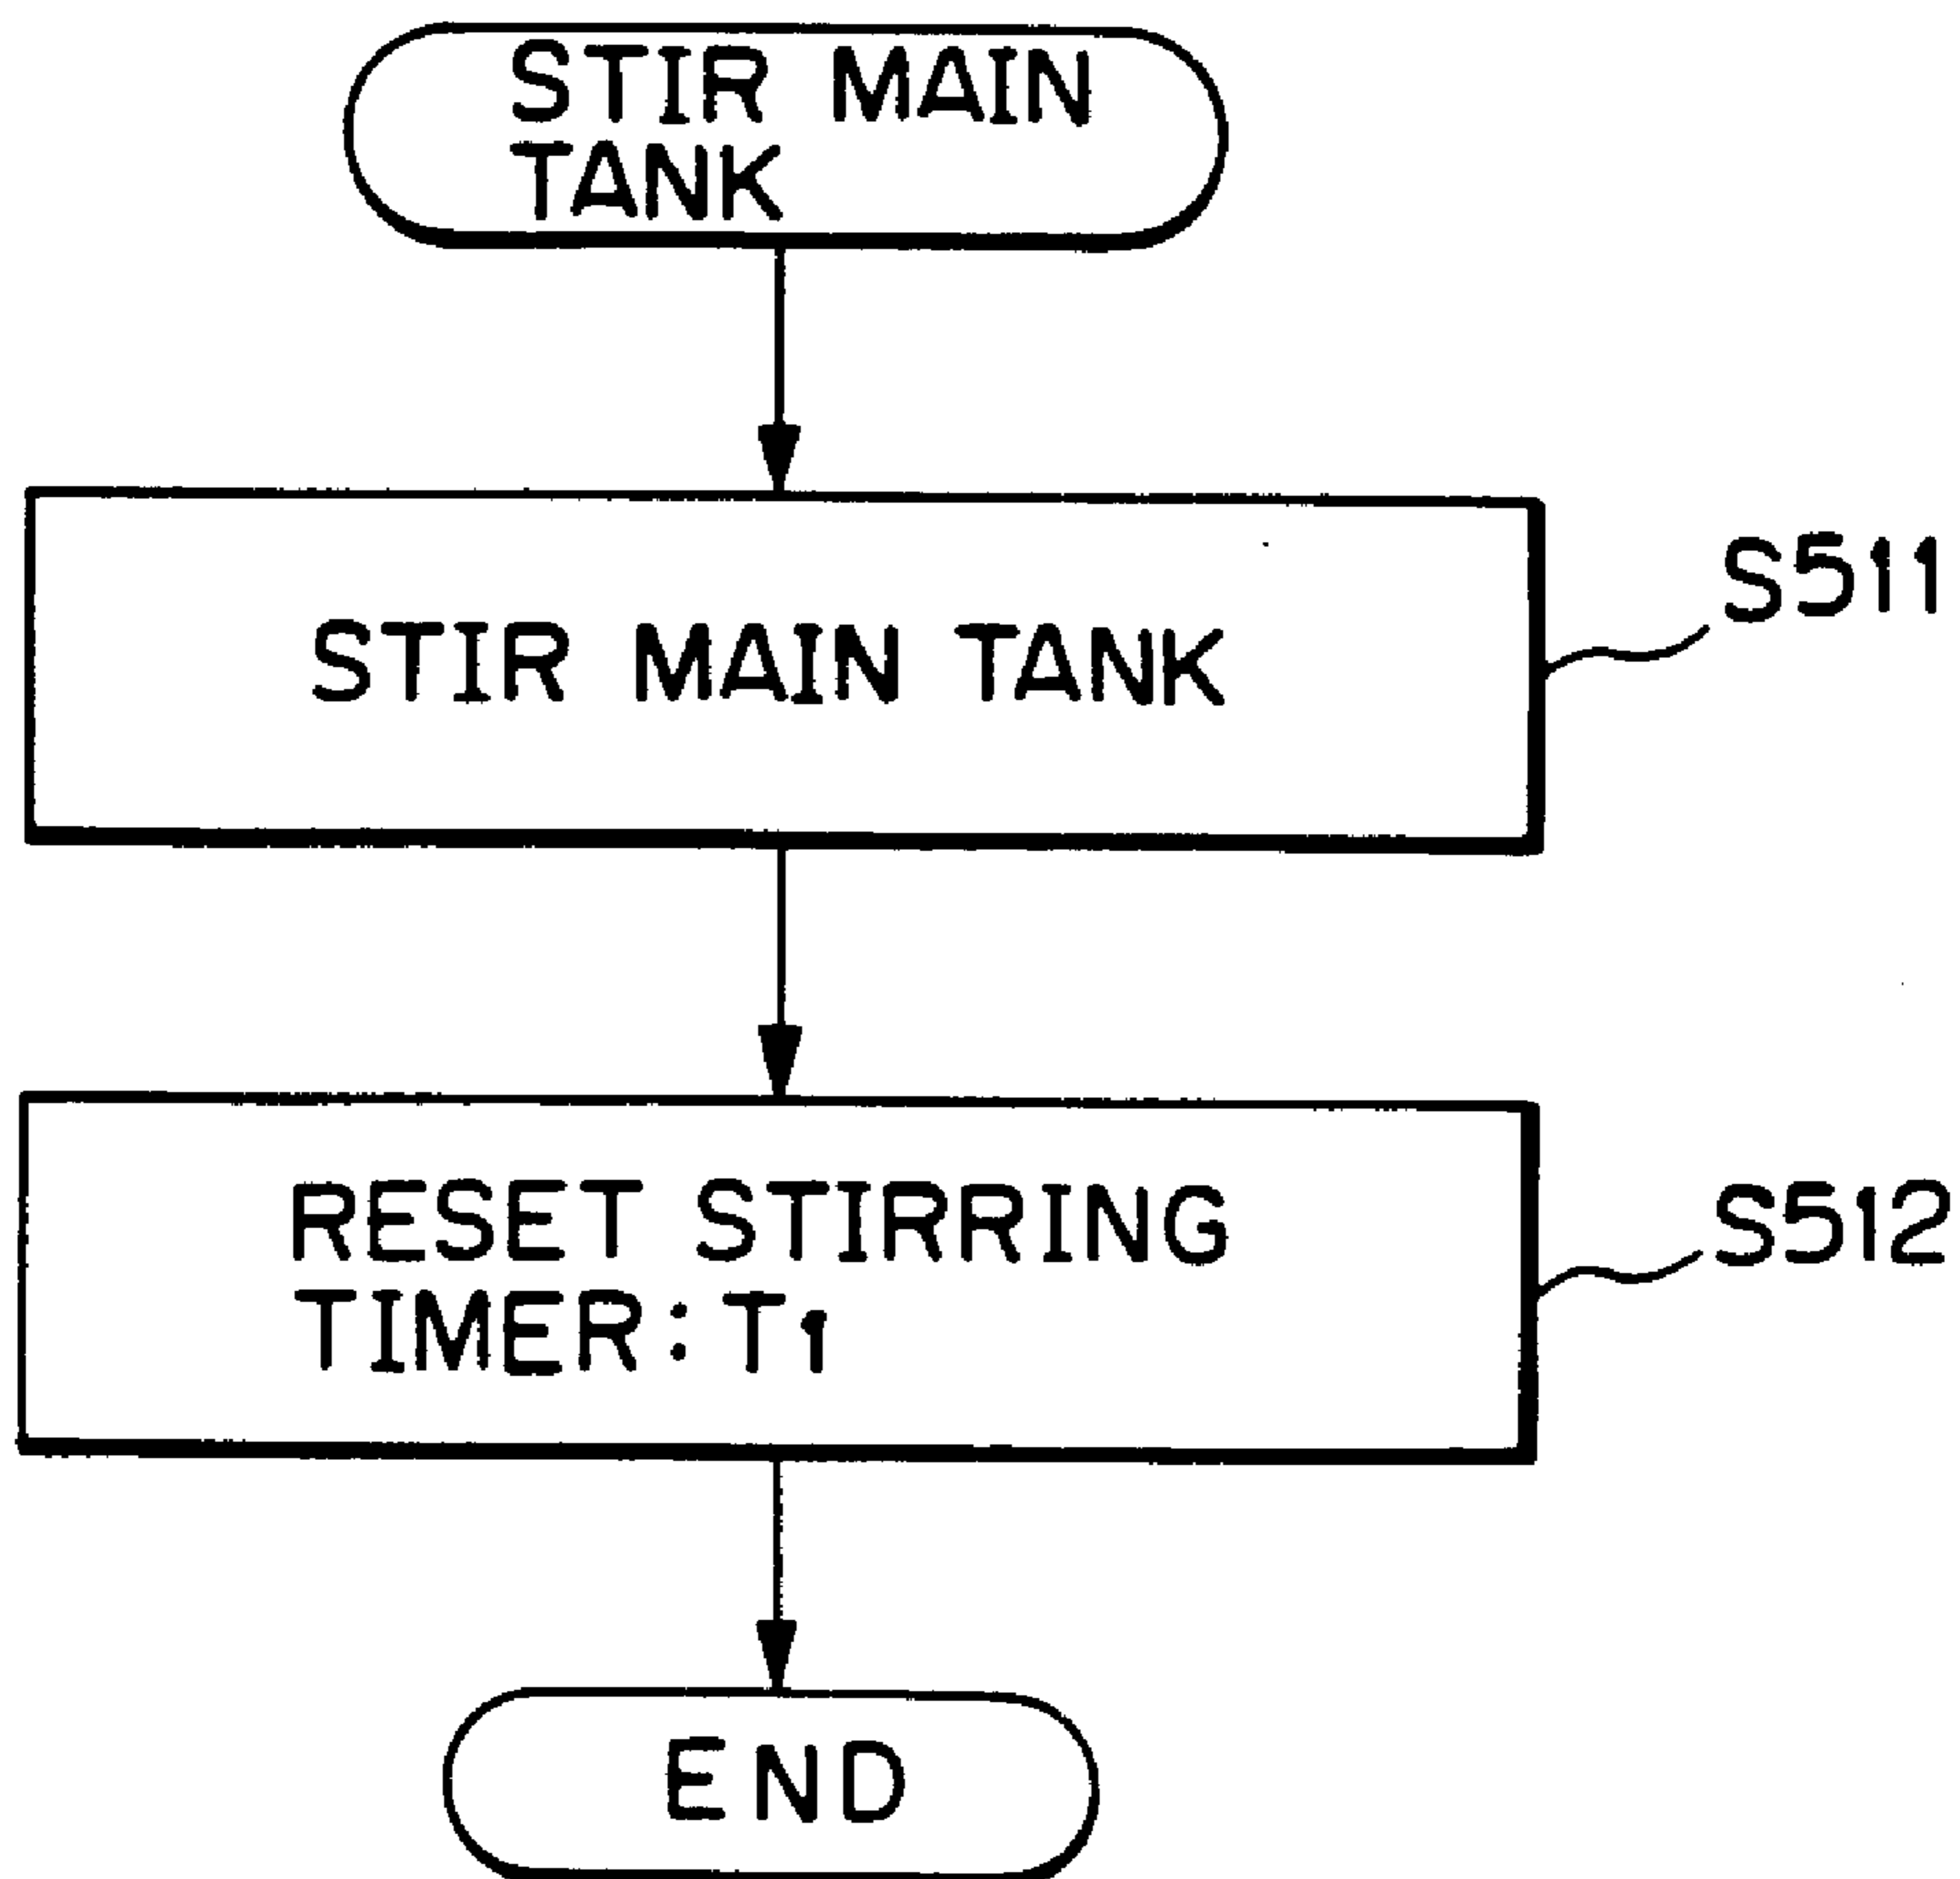 STIR MAIN
TANK
STIR MAIN TANK
S511
RESET STIRRING
TIMER:T1
S512
END